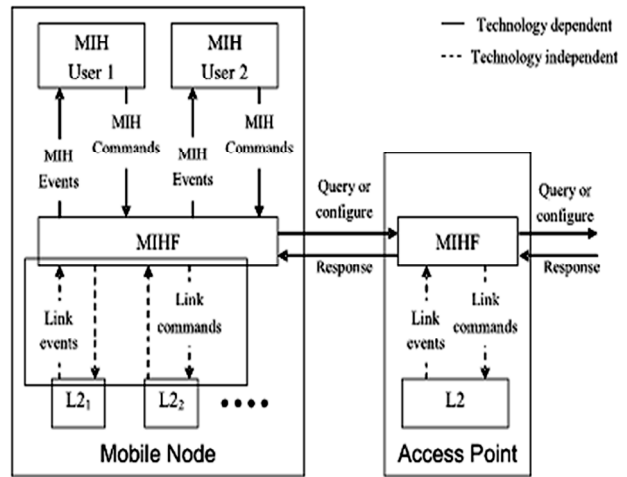 MIH
User 1
MIH
User 2
Technology dependent
Technology independent
MIH
Events
MIH
Commands
MIH
Events
MIH
Commands
MIHF
Query or
configure
Response
MIHF
Query or
configure
Response
Link
events
Link
commands
Link
events
Link
commands
L2₁
L2₂
L2
Mobile Node
Access Point